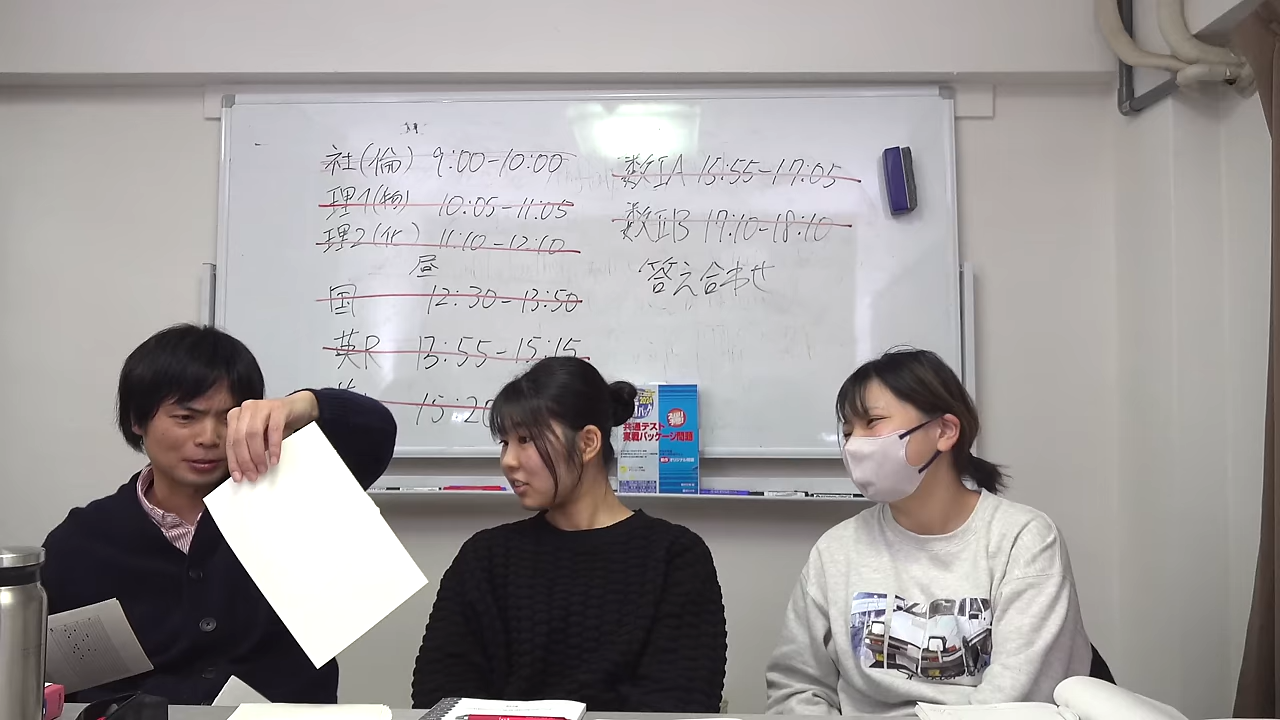 社(倫) 9:00-10:00
理1(物) 10:05-11:05
理2(化) 11:10-12:10
昼
国 12:30-13:50
英R 13:55-15:15
15:20
数ⅠA 15:55-17:05
数ⅡB 17:10-18:10
答え合わせ
2024
共通テスト
実戦パッケージ問題